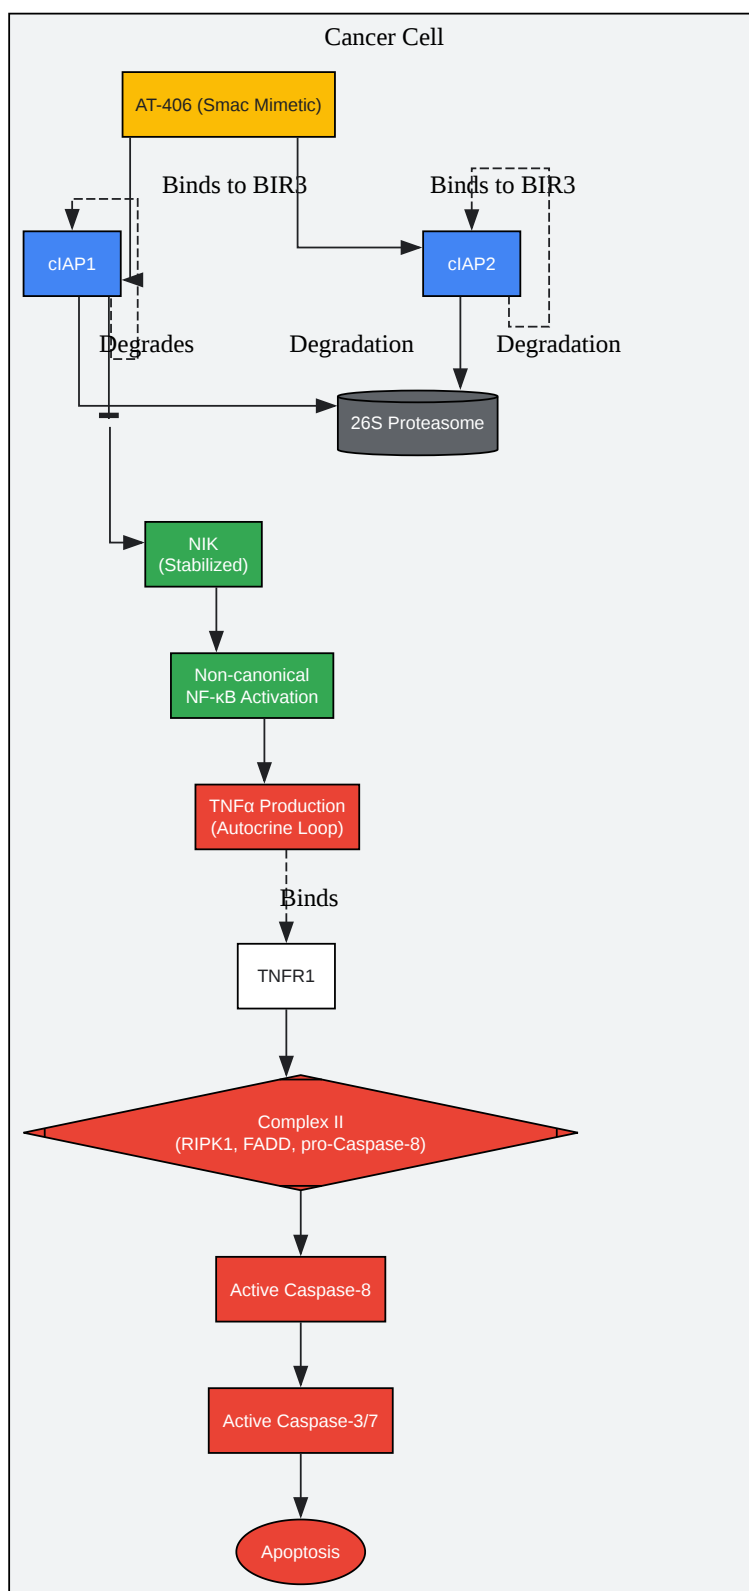 Cancer Cell
AT-406 (Smac Mimetic)
Binds to BIR3
Binds to BIR3
cIAP1
cIAP2
Degrades
Degradation
Degradation
26S Proteasome
NIK
(Stabilized)
Non-canonical
NF-κB Activation
TNFα Production
(Autocrine Loop)
Binds
TNFR1
Complex II
(RIPK1, FADD, pro-Caspase-8)
Active Caspase-8
Active Caspase-3/7
Apoptosis